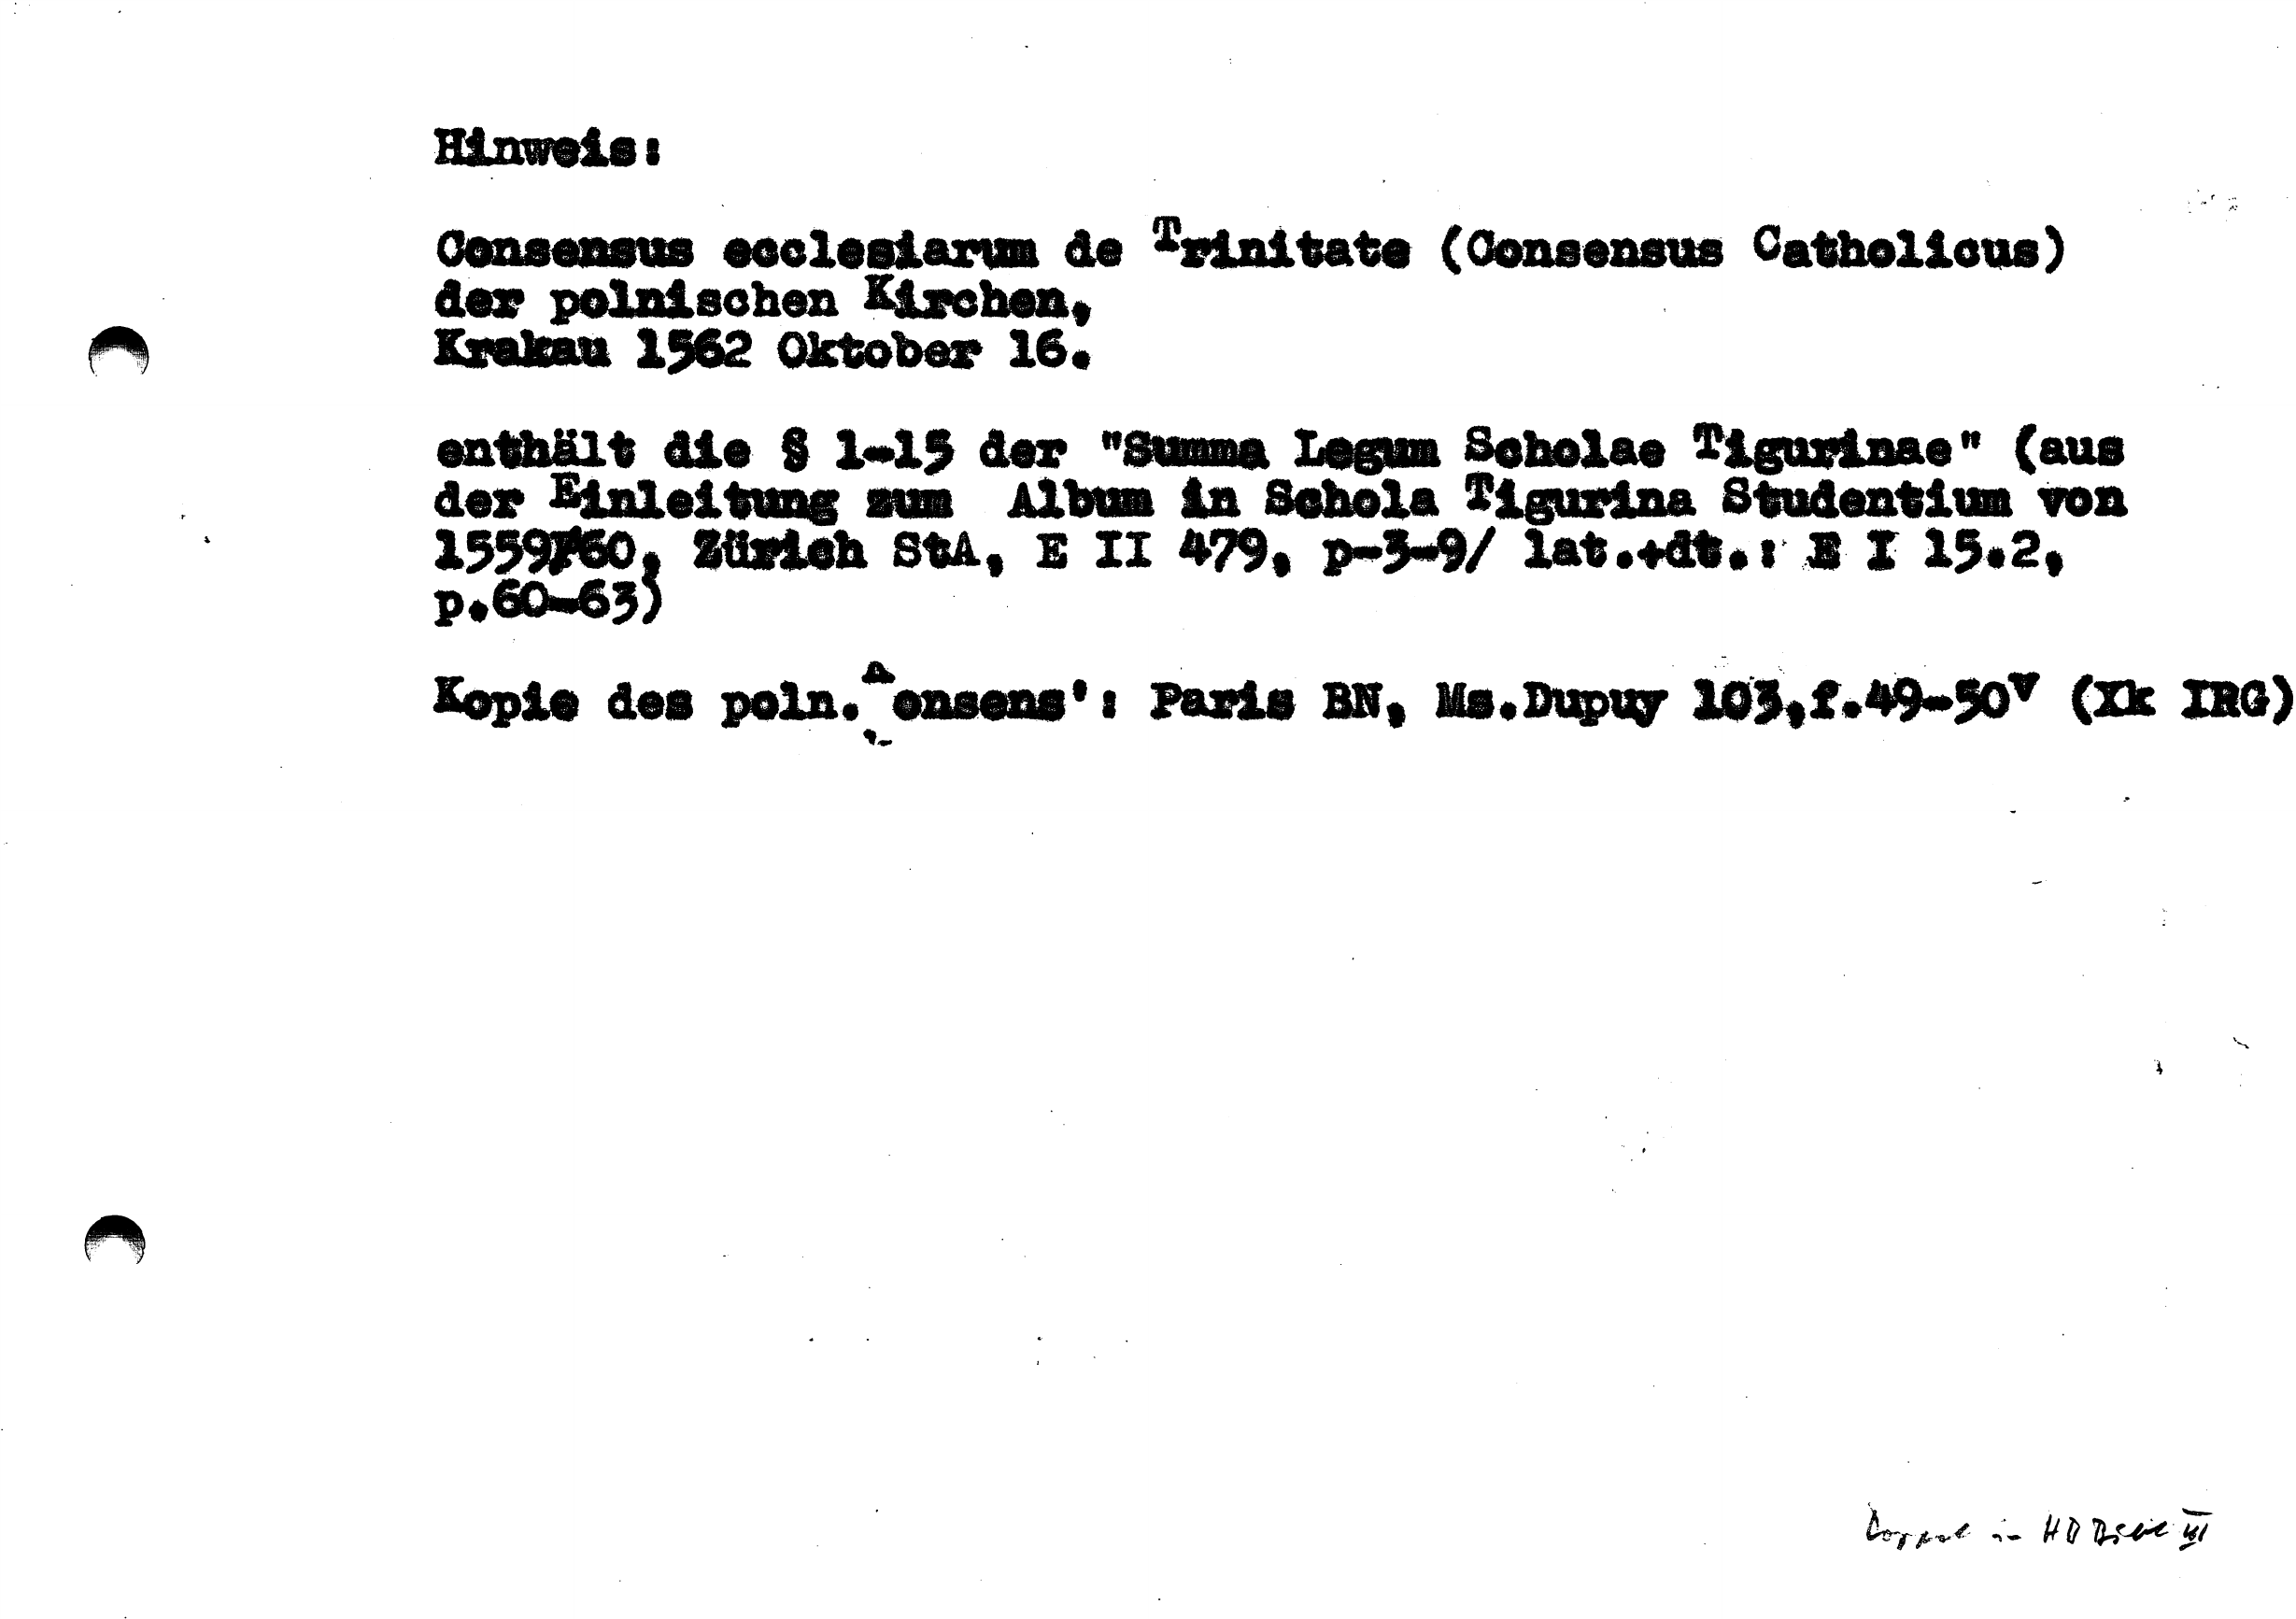 Hinweis:
Consensus ecclesiarum de Trinitate (Consensus Catholicus)
der polnischen Kirchen,
Krakau 1562 Oktober 16.
enthält die § 1-15 der "Summa Legum Scholae Tigurinae" (aus
der Einleitung zum Album in Schola Tigurina Studentium von
1559/60, Zürich StA, E II 479, p-3-9/ lat.+dt.: E I 15.2,
p.60-63)
Kopie des poln. Consens': Paris BN, Ms.Dupuy 103,f.49-50v (Xk IRG)
Doppel in HB III